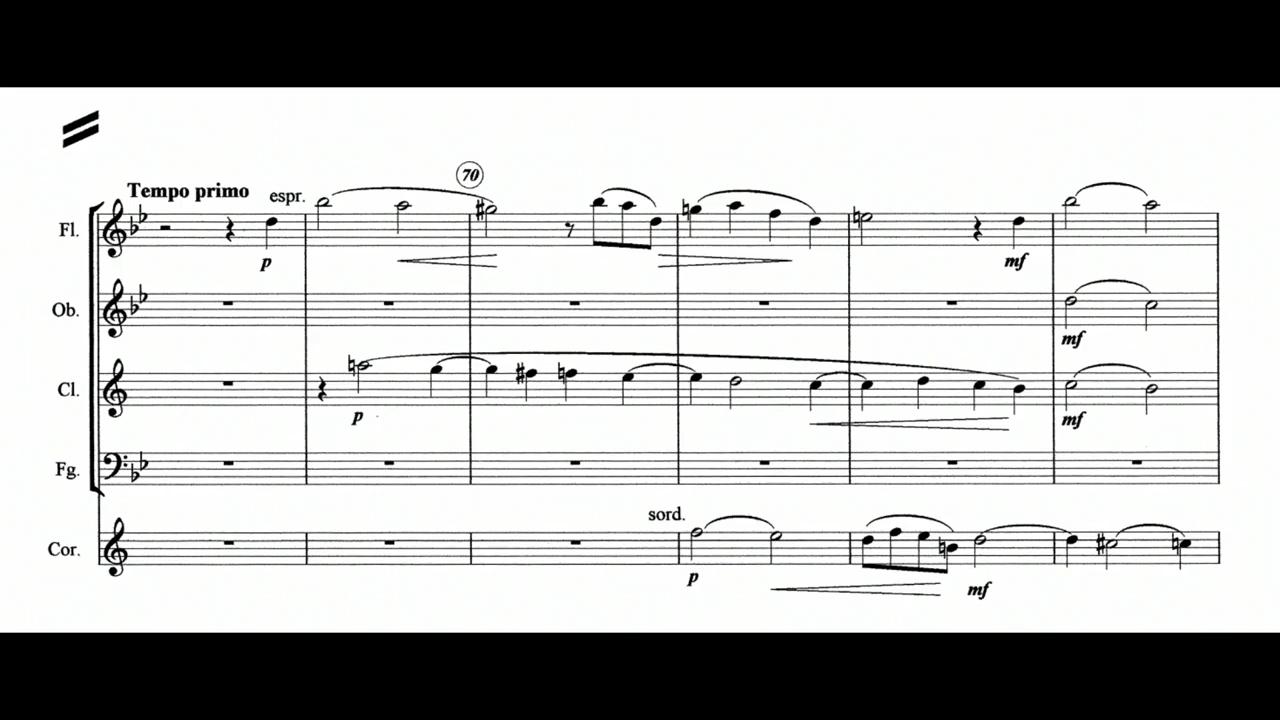 70
Tempo primo espr.
Fl.
p mf
Ob.
mf
Cl.
p mf
Fg.
sord.
Cor.
p mf